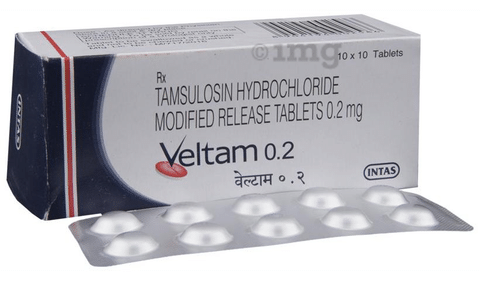 1mg
10 x 10 Tablets
Rx
TAMSULOSIN HYDROCHLORIDE
MODIFIED RELEASE TABLETS 0.2 mg
Veltam 0.2
वेल्टाम ०.२
INTAS
INTAS